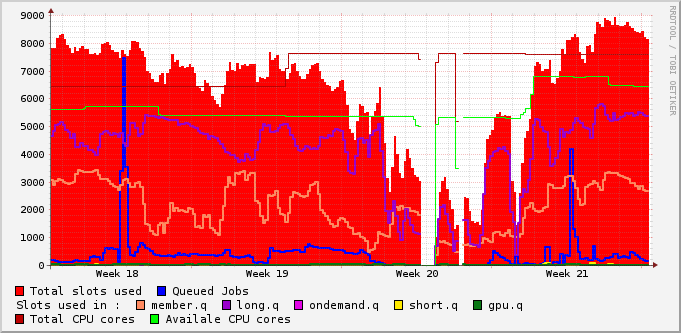 9000
8000
7000
6000
5000
4000
3000
2000
1000
0
Week 18 Week 19 Week 20 Week 21
Total slots used Queued Jobs
Slots used in : member.q long.q ondemand.q short.q gpu.q
Total CPU cores Availale CPU cores
RRDTOOL / TOBI OETIKER